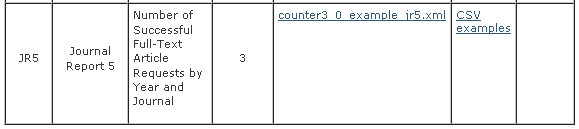 JR5
Journal
Report 5
Number of
Successful
Full-Text
Article
Requests by
Year and
Journal
3
counter3_0_example_jr5.xml
CSV
examples